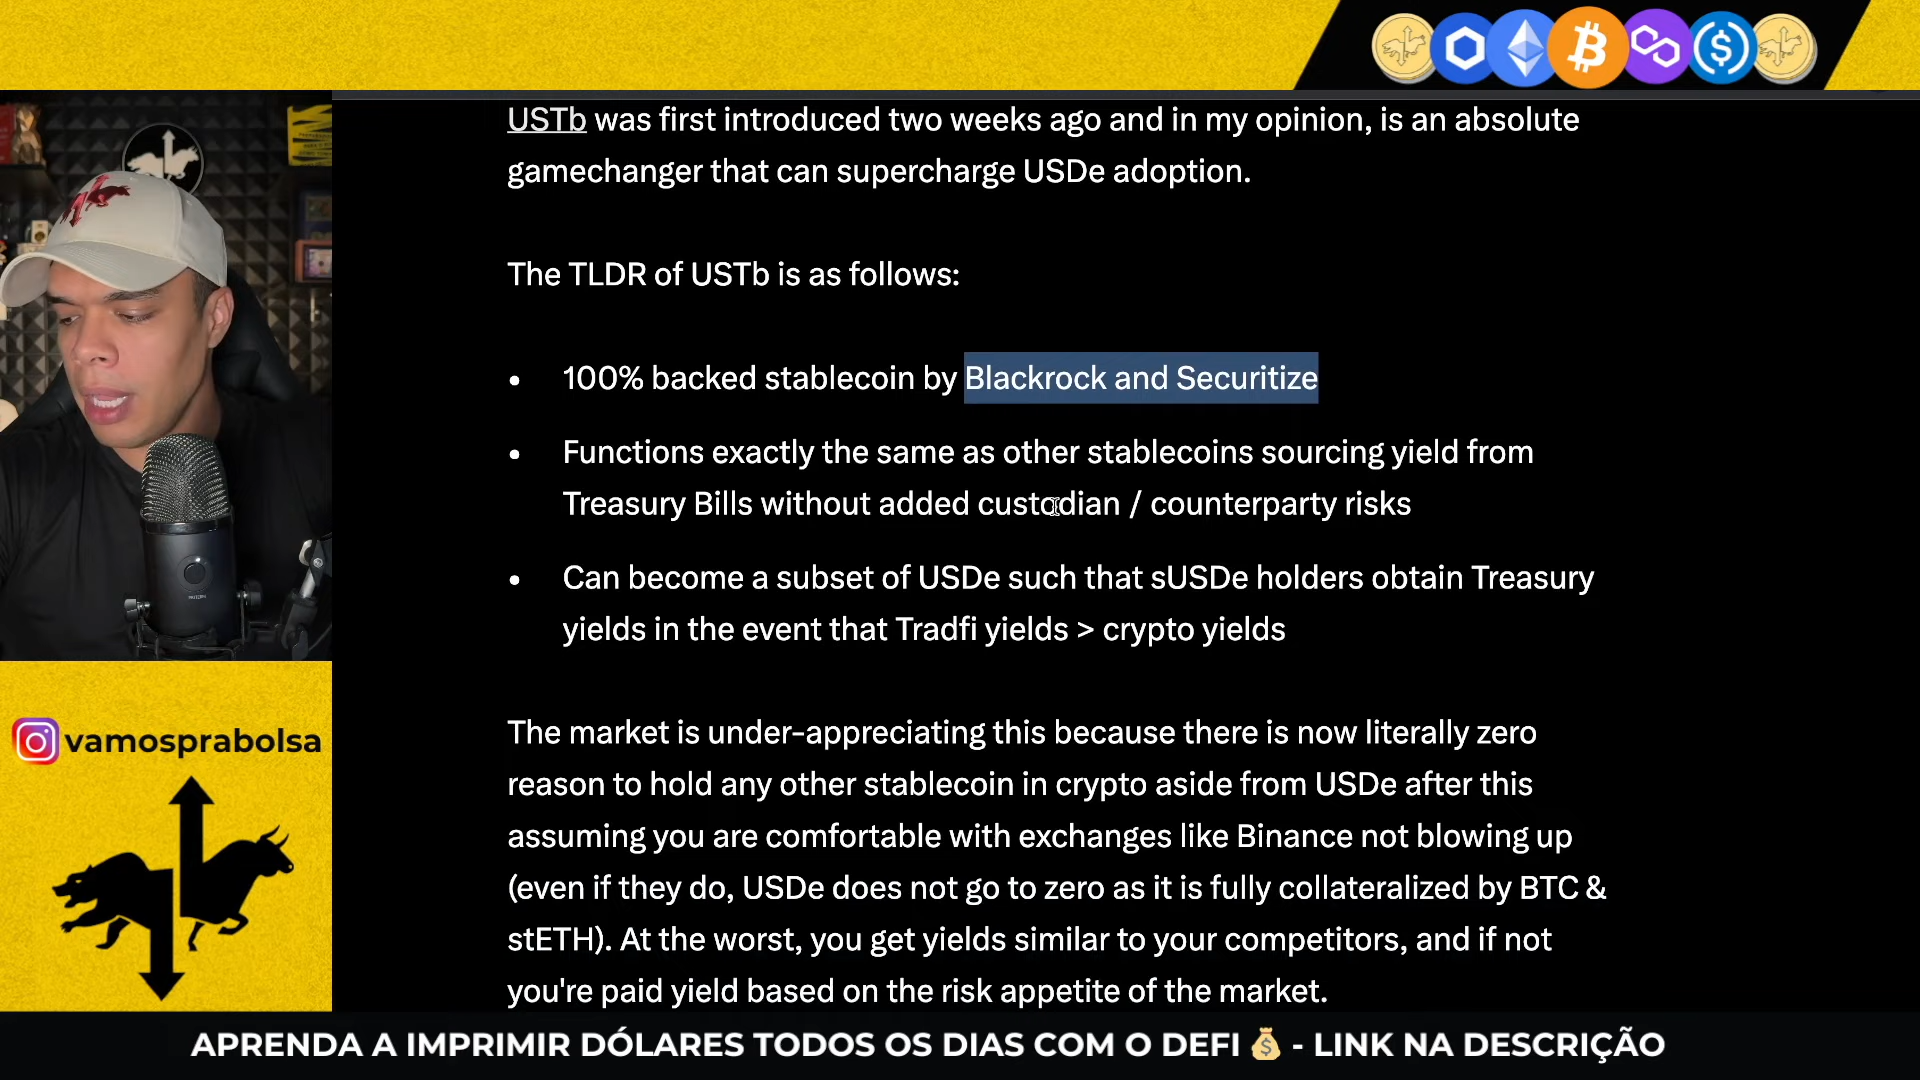 USTb was first introduced two weeks ago and in my opinion, is an absolute
gamechanger that can supercharge USDe adoption.
The TLDR of USTb is as follows:
• 100% backed stablecoin by Blackrock and Securitize
• Functions exactly the same as other stablecoins sourcing yield from
Treasury Bills without added custodian / counterparty risks
• Can become a subset of USDe such that sUSDe holders obtain Treasury
yields in the event that Tradfi yields > crypto yields
The market is under-appreciating this because there is now literally zero
reason to hold any other stablecoin in crypto aside from USDe after this
assuming you are comfortable with exchanges like Binance not blowing up
(even if they do, USDe does not go to zero as it is fully collateralized by BTC &
stETH). At the worst, you get yields similar to your competitors, and if not
you're paid yield based on the risk appetite of the market.
vamosprabolsa
APRENDA A IMPRIMIR DÓLARES TODOS OS DIAS COM O DEFI 💰 - LINK NA DESCRIÇÃO